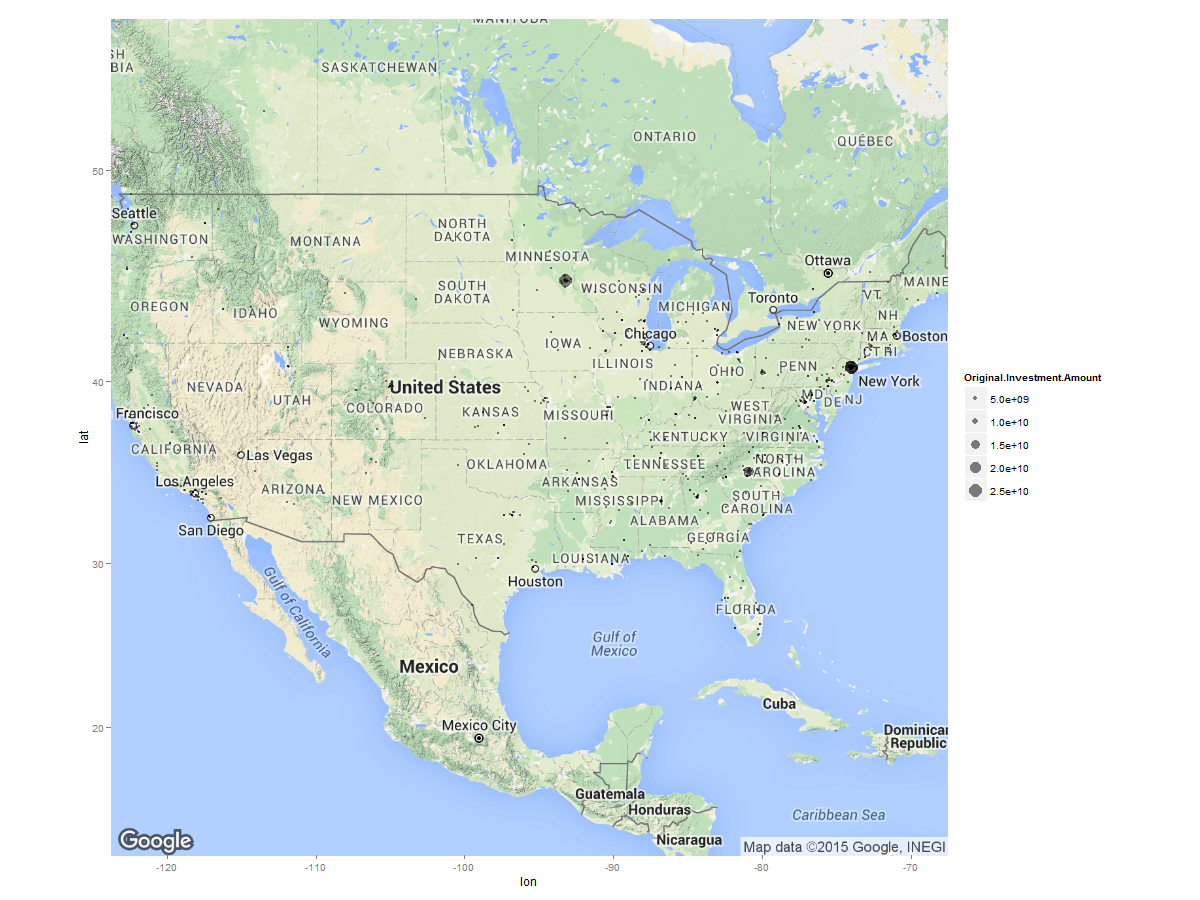 MANITOBA
SH
BIA
SASKATCHEWAN
ONTARIO
QUÉBEC
50
Seattle
WASHINGTON
MONTANA
NORTH
DAKOTA
MINNESOTA
Ottawa
OREGON
IDAHO
WYOMING
SOUTH
DAKOTA
WISCONSIN
MICHIGAN
Toronto
VT
MAINE
NH
NEW YORK
MA
Boston
CT RI
Chicago
IOWA
NEBRASKA
ILLINOIS
INDIANA
OHIO
PENN
New York
40
NEVADA
UTAH
United States
COLORADO
KANSAS
MISSOURI
WEST
VIRGINIA
MD
DE
NJ
Francisco
CALIFORNIA
Las Vegas
KENTUCKY
VIRGINIA
Los Angeles
ARIZONA
NEW MEXICO
OKLAHOMA
ARKANSAS
TENNESSEE
NORTH
CAROLINA
San Diego
MISSISSIPPI
ALABAMA
SOUTH
CAROLINA
GEORGIA
TEXAS
LOUISIANA
30
Houston
FLORIDA
Gulf of California
Gulf of
Mexico
Mexico
Cuba
20
Mexico City
Dominican
Republic
Guatemala
Honduras
Nicaragua
Caribbean Sea
Google
Map data ©2015 Google, INEGI
-120
-110
-100
-90
-80
-70
lon
lat
Original.Investment.Amount
5.0e+09
1.0e+10
1.5e+10
2.0e+10
2.5e+10